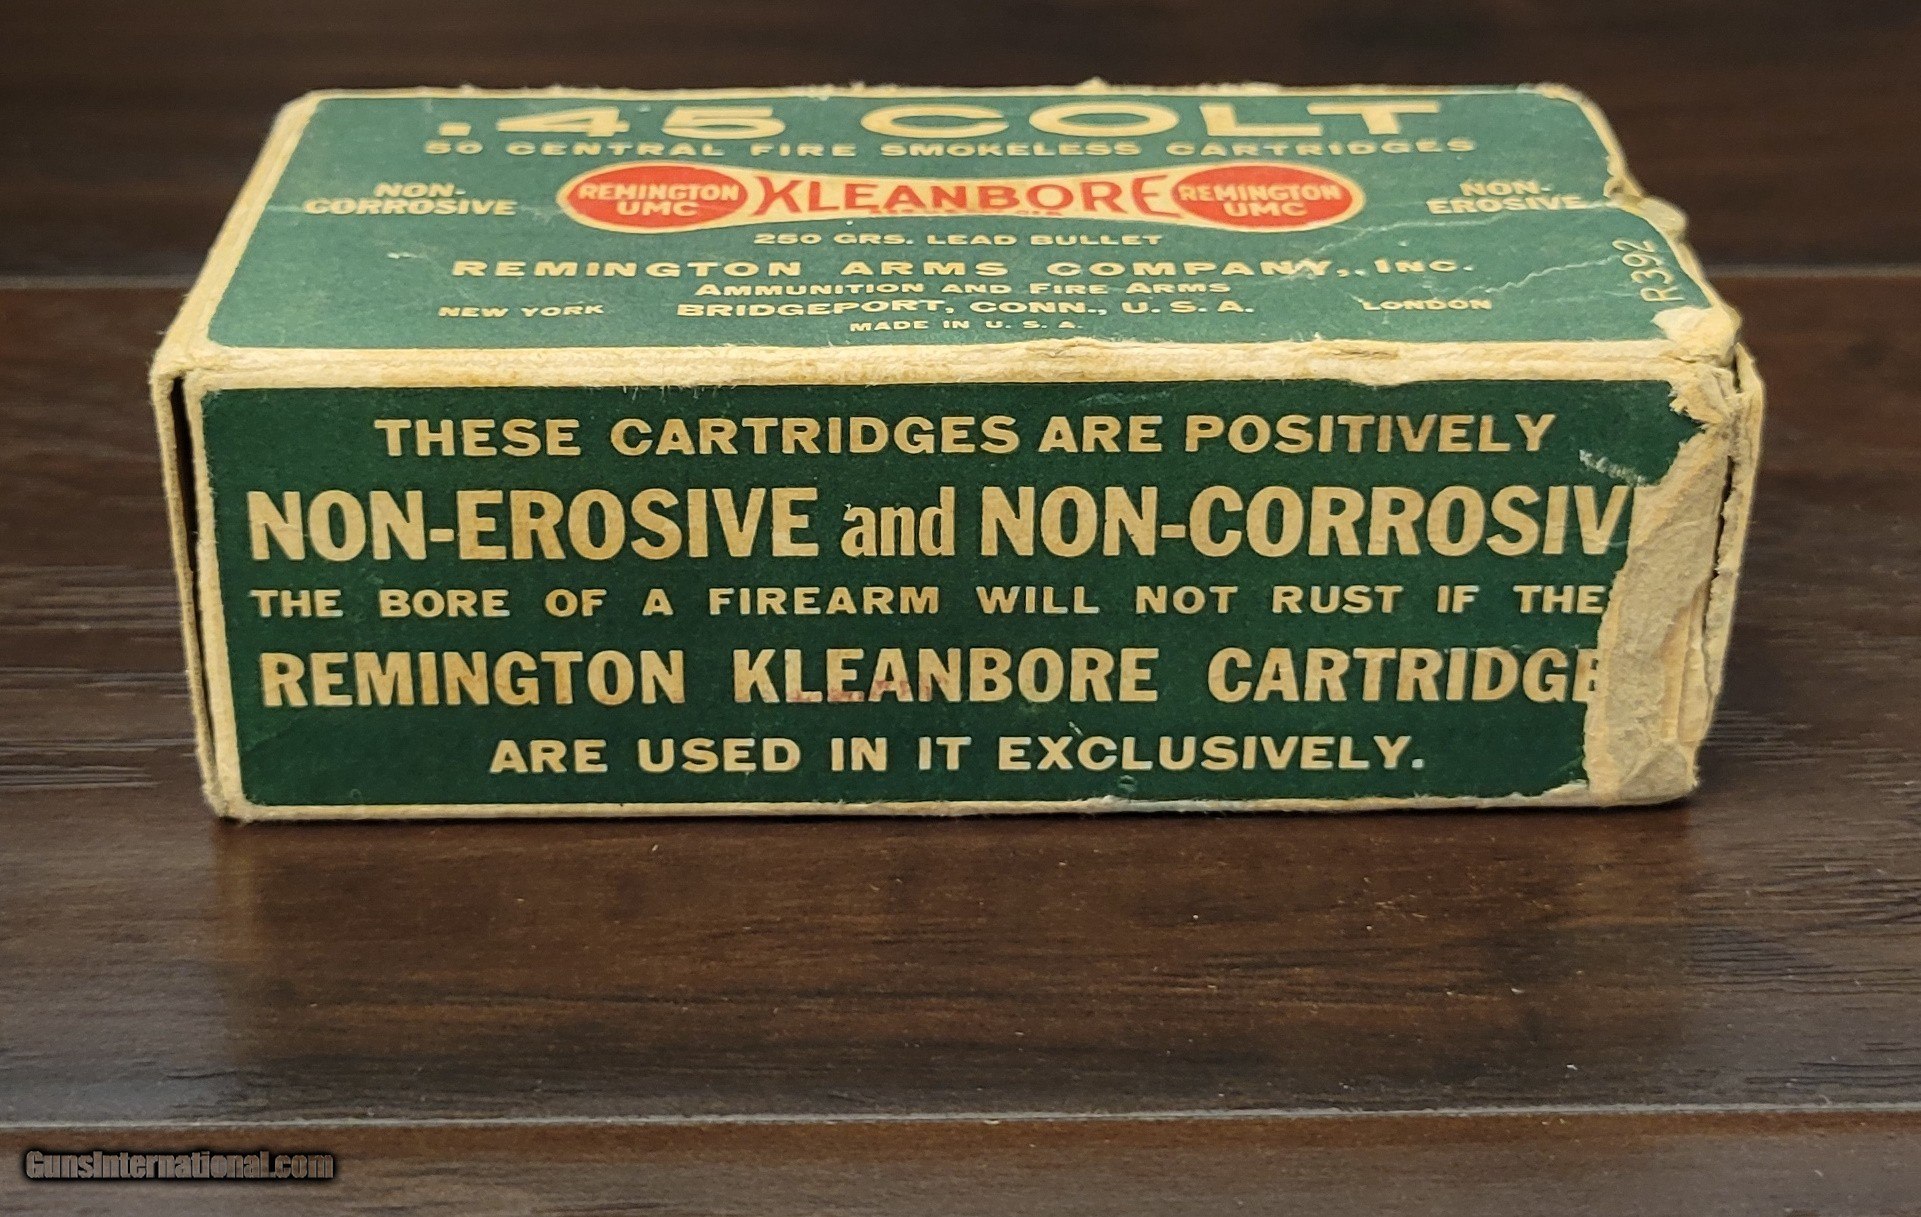 .45 COLT
50 CENTRAL FIRE SMOKELESS CARTRIDGES
NON-
CORROSIVE
REMINGTON
UMC
KLEANBORE
REMINGTON
UMC
NON-
EROSIVE
250 GRS. LEAD BULLET
REMINGTON ARMS COMPANY, INC.
AMMUNITION AND FIRE ARMS
NEW YORK BRIDGEPORT, CONN., U. S. A. LONDON
MADE IN U. S. A.
R392
THESE CARTRIDGES ARE POSITIVELY
NON-EROSIVE and NON-CORROSIV
THE BORE OF A FIREARM WILL NOT RUST IF THE
REMINGTON KLEANBORE CARTRIDGE
ARE USED IN IT EXCLUSIVELY.
GunsInternational.com